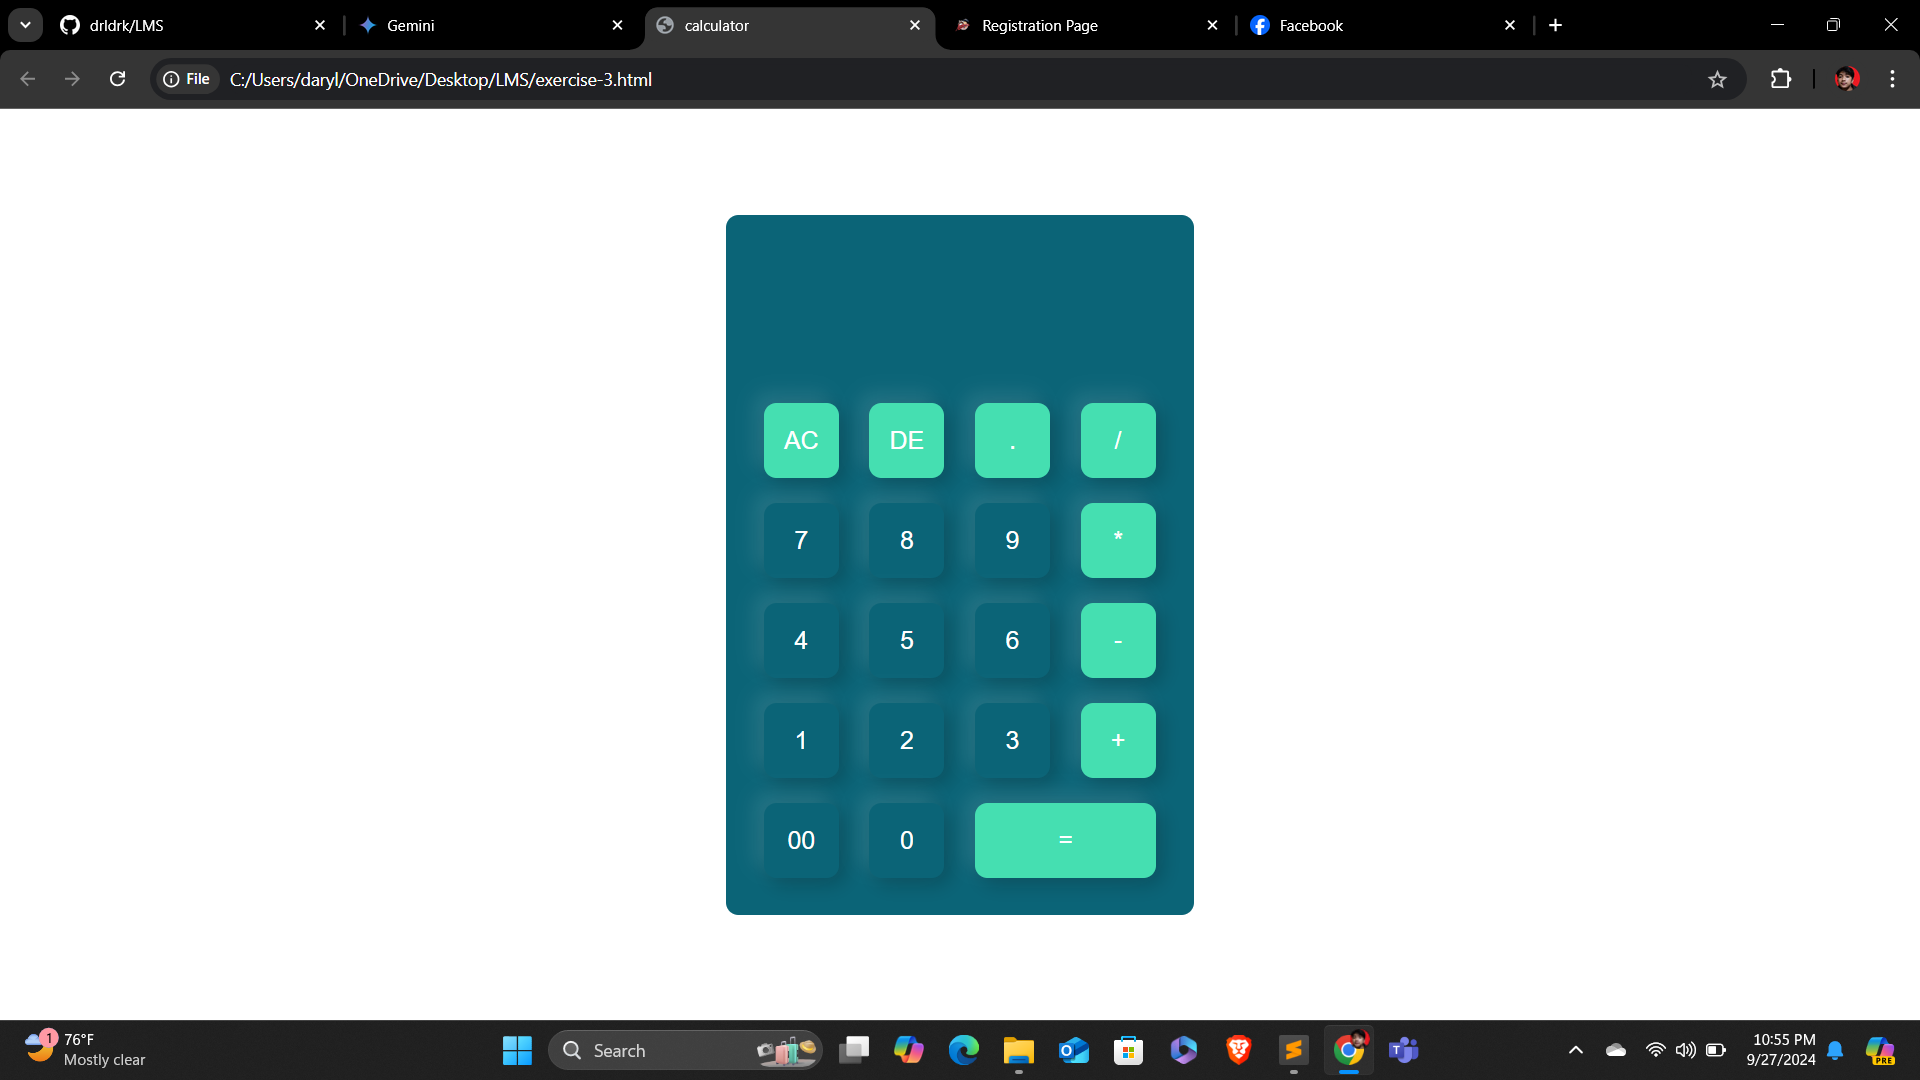 drldrk/LMS
Gemini
calculator
Registration Page
Facebook
File
C:/Users/daryl/OneDrive/Desktop/LMS/exercise-3.html
AC DE . /
7 8 9 *
4 5 6 -
1 2 3 +
00 0 =
1
76°F
Mostly clear
Search
10:55 PM
9/27/2024
PRE